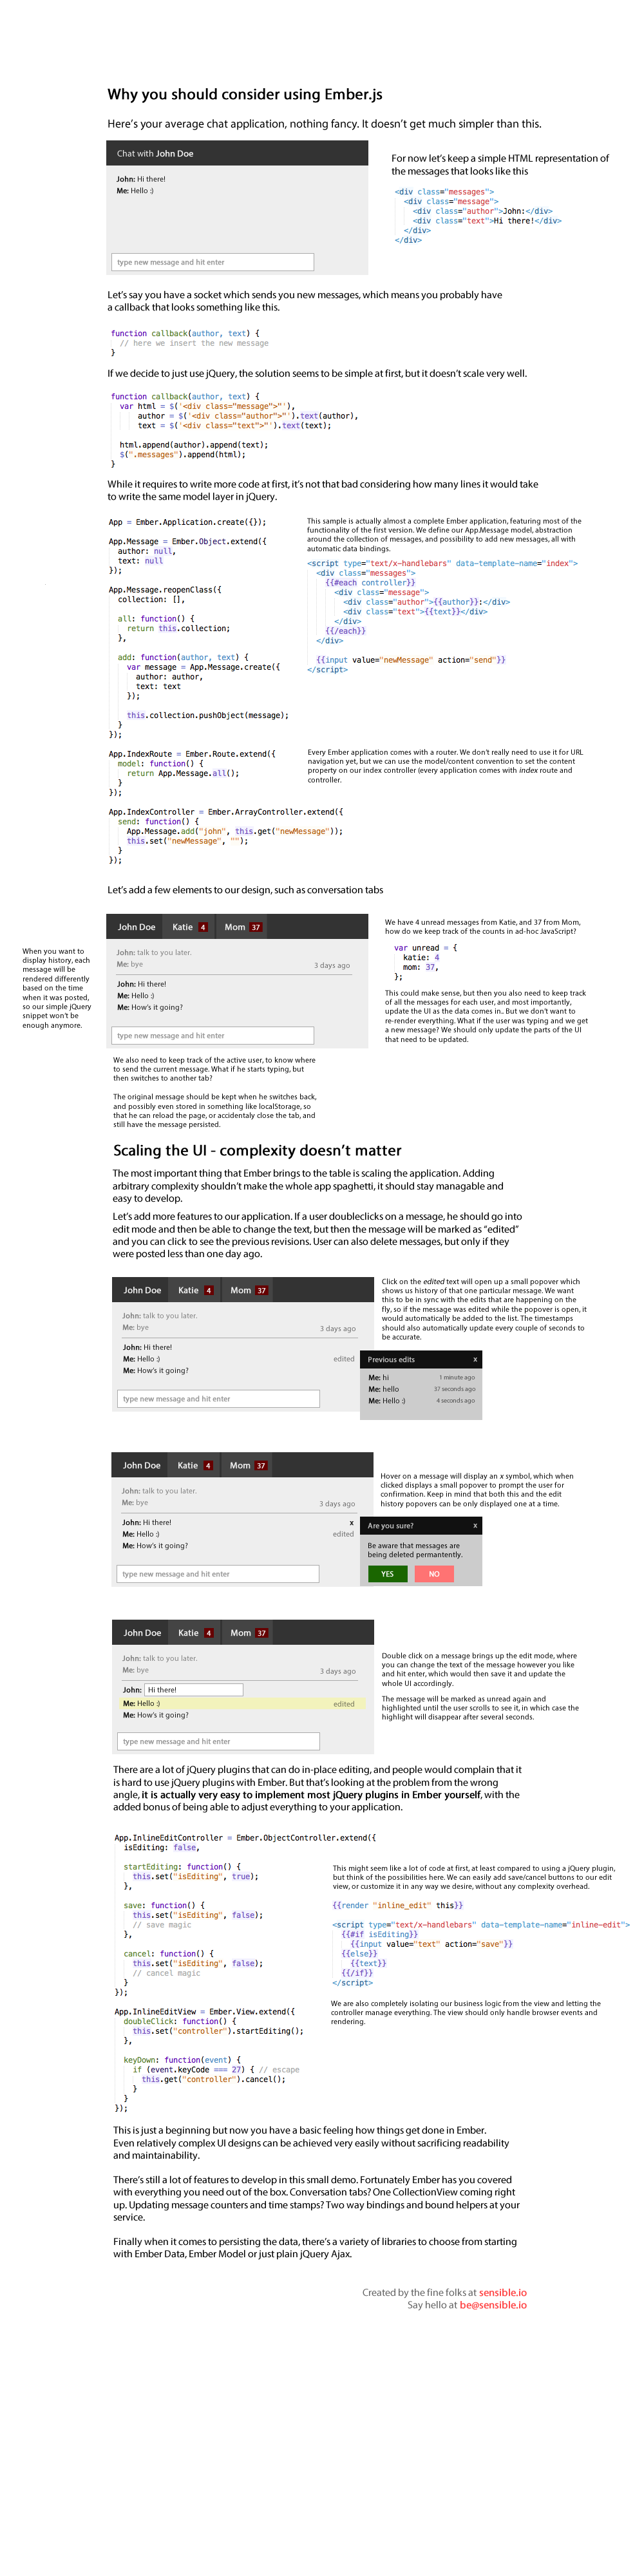 Why you should consider using Ember.js
Here's your average chat application, nothing fancy. It doesn't get much simpler than this.
Chat with John Doe
John: Hi there!
Me: Hello :)
type new message and hit enter
For now let's keep a simple HTML representation of
the messages that looks like this
<div class="messages">
<div class="message">
<div class="author">John:</div>
<div class="text">Hi there!</div>
</div>
</div>
Let's say you have a socket which sends you new messages, which means you probably have
a callback that looks something like this.
function callback(author, text) {
// here we insert the new message
}
If we decide to just use jQuery, the solution seems to be simple at first, but it doesn't scale very well.
function callback(author, text) {
var html = $('<div class="message">"'),
author = $('<div class="author">"').text(author),
text = $('<div class="text">"').text(text);
html.append(author).append(text);
$(".messages").append(html);
}
While it requires to write more code at first, it's not that bad considering how many lines it would take
to write the same model layer in jQuery.
App = Ember.Application.create({});
App.Message = Ember.Object.extend({
author: null,
text: null
});
App.Message.reopenClass({
collection: [],
all: function() {
return this.collection;
},
add: function(author, text) {
var message = App.Message.create({
author: author,
text: text
});
this.collection.pushObject(message);
}
});
App.IndexRoute = Ember.Route.extend({
model: function() {
return App.Message.all();
}
});
App.IndexController = Ember.ArrayController.extend({
send: function() {
App.Message.add("john", this.get("newMessage"));
this.set("newMessage", "");
}
});
This sample is actually almost a complete Ember application, featuring most of the
functionality of the first version. We define our App.Message model, abstraction
around the collection of messages, and possibility to add new messages, all with
automatic data bindings.
<script type="text/x-handlebars" data-template-name="index">
<div class="messages">
{{#each controller}}
<div class="message">
<div class="author">{{author}}:</div>
<div class="text">{{text}}</div>
</div>
{{/each}}
</div>
{{input value="newMessage" action="send"}}
</script>
Every Ember application comes with a router. We don't really need to use it for URL
navigation yet, but we can use the model/content convention to set the content
property on our index controller (every application comes with index route and
controller.
Let's add a few elements to our design, such as conversation tabs
When you want to
display history, each
message will be
rendered differently
based on the time
when it was posted,
so our simple jQuery
snippet won't be
enough anymore.
John Doe Katie 4 Mom 37
John: talk to you later.
Me: bye 3 days ago
John: Hi there!
Me: Hello :)
Me: How's it going?
type new message and hit enter
We have 4 unread messages from Katie, and 37 from Mom,
how do we keep track of the counts in ad-hoc JavaScript?
var unread = {
katie: 4
mom: 37,
};
This could make sense, but then you also need to keep track
of all the messages for each user, and most importantly,
update the UI as the data comes in.. But we don't want to
re-render everything. What if the user was typing and we get
a new message? We should only update the parts of the UI
that need to be updated.
We also need to keep track of the active user, to know where
to send the current message. What if he starts typing, but
then switches to another tab?
The original message should be kept when he switches back,
and possibly even stored in something like localStorage, so
that he can reload the page, or accidentaly close the tab, and
still have the message persisted.
Scaling the UI - complexity doesn't matter
The most important thing that Ember brings to the table is scaling the application. Adding
arbitrary complexity shouldn't make the whole app spaghetti, it should stay managable and
easy to develop.
Let's add more features to our application. If a user doubleclicks on a message, he should go into
edit mode and then be able to change the text, but then the message will be marked as "edited"
and you can click to see the previous revisions. User can also delete messages, but only if they
were posted less than one day ago.
John Doe Katie 4 Mom 37
John: talk to you later.
Me: bye 3 days ago
John: Hi there!
Me: Hello :) edited
Me: How's it going?
type new message and hit enter
Click on the edited text will open up a small popover which
shows us history of that one particular message. We want
this to be in sync with the edits that are happening on the
fly, so if the message was edited while the popover is open, it
would automatically be added to the list. The timestamps
should also automatically update every couple of seconds to
be accurate.
Previous edits x
Me: hi 1 minute ago
Me: hello 37 seconds ago
Me: Hello :) 4 seconds ago
John Doe Katie 4 Mom 37
John: talk to you later.
Me: bye 3 days ago
John: Hi there! x
Me: Hello :) edited
Me: How's it going?
type new message and hit enter
Hover on a message will display an x symbol, which when
clicked displays a small popover to prompt the user for
confirmation. Keep in mind that both this and the edit
history popovers can be only displayed one at a time.
Are you sure? x
Be aware that messages are
being deleted permantently.
YES NO
John Doe Katie 4 Mom 37
John: talk to you later.
Me: bye 3 days ago
John: Hi there!
Me: Hello :) edited
Me: How's it going?
type new message and hit enter
Double click on a message brings up the edit mode, where
you can change the text of the message however you like
and hit enter, which would then save it and update the
whole UI accordingly.
The message will be marked as unread again and
highlighted until the user scrolls to see it, in which case the
highlight will disappear after several seconds.
There are a lot of jQuery plugins that can do in-place editing, and people would complain that it
is hard to use jQuery plugins with Ember. But that's looking at the problem from the wrong
angle, it is actually very easy to implement most jQuery plugins in Ember yourself, with the
added bonus of being able to adjust everything to your application.
App.InlineEditController = Ember.ObjectController.extend({
isEditing: false,
startEditing: function() {
this.set("isEditing", true);
},
save: function() {
this.set("isEditing", false);
// save magic
},
cancel: function() {
this.set("isEditing", false);
// cancel magic
}
});
App.InlineEditView = Ember.View.extend({
doubleClick: function() {
this.set("controller").startEditing();
},
keyDown: function(event) {
if (event.keyCode === 27) { // escape
this.get("controller").cancel();
}
}
});
This might seem like a lot of code at first, at least compared to using a jQuery plugin,
but think of the possibilities here. We can easily add save/cancel buttons to our edit
view, or customize it in any way we desire, without any complexity overhead.
{{render "inline_edit" this}}
<script type="text/x-handlebars" data-template-name="inline-edit">
{{#if isEditing}}
{{input value="text" action="save"}}
{{else}}
{{text}}
{{/if}}
</script>
We are also completely isolating our business logic from the view and letting the
controller manage everything. The view should only handle browser events and
rendering.
This is just a beginning but now you have a basic feeling how things get done in Ember.
Even relatively complex UI designs can be achieved very easily without sacrificing readability
and maintainability.
There's still a lot of features to develop in this small demo. Fortunately Ember has you covered
with everything you need out of the box. Conversation tabs? One CollectionView coming right
up. Updating message counters and time stamps? Two way bindings and bound helpers at your
service.
Finally when it comes to persisting the data, there's a variety of libraries to choose from starting
with Ember Data, Ember Model or just plain jQuery Ajax.
Created by the fine folks at sensible.io
Say hello at be@sensible.io